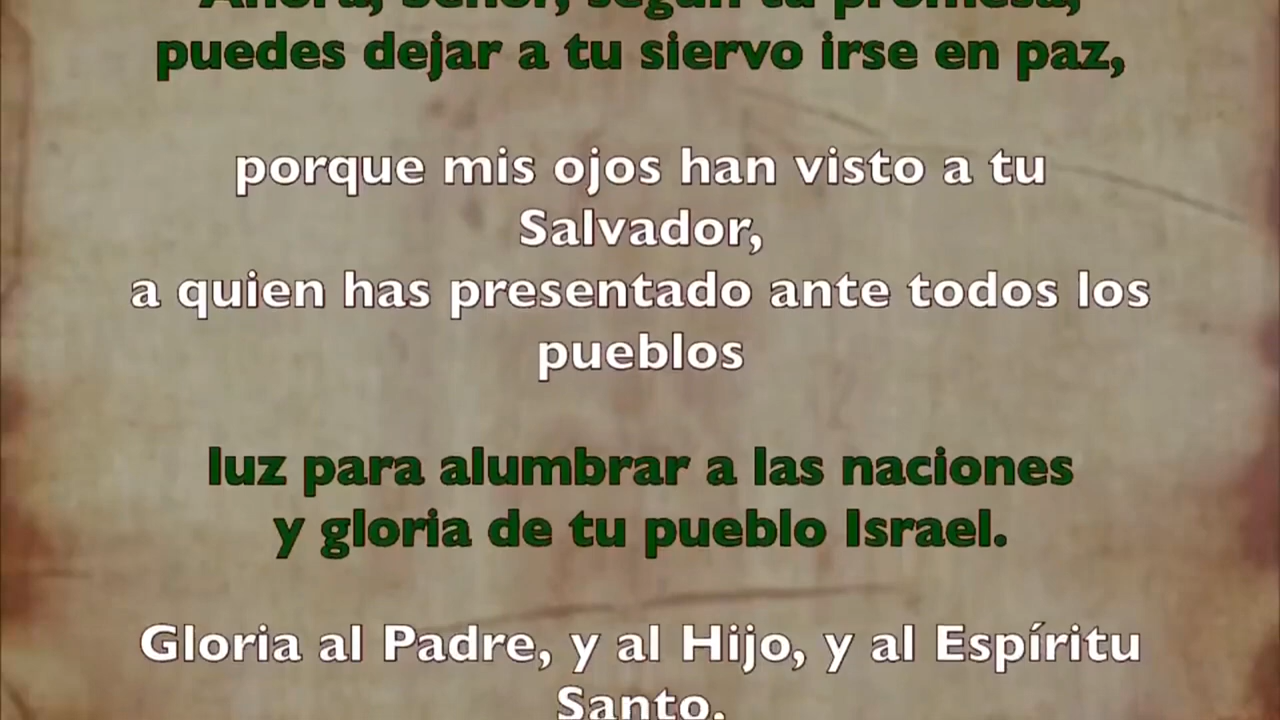 Ahora, Señor, según tu promesa,
puedes dejar a tu siervo irse en paz,
porque mis ojos han visto a tu
Salvador,
a quien has presentado ante todos los
pueblos
luz para alumbrar a las naciones
y gloria de tu pueblo Israel.
Gloria al Padre, y al Hijo, y al Espíritu
Santo.